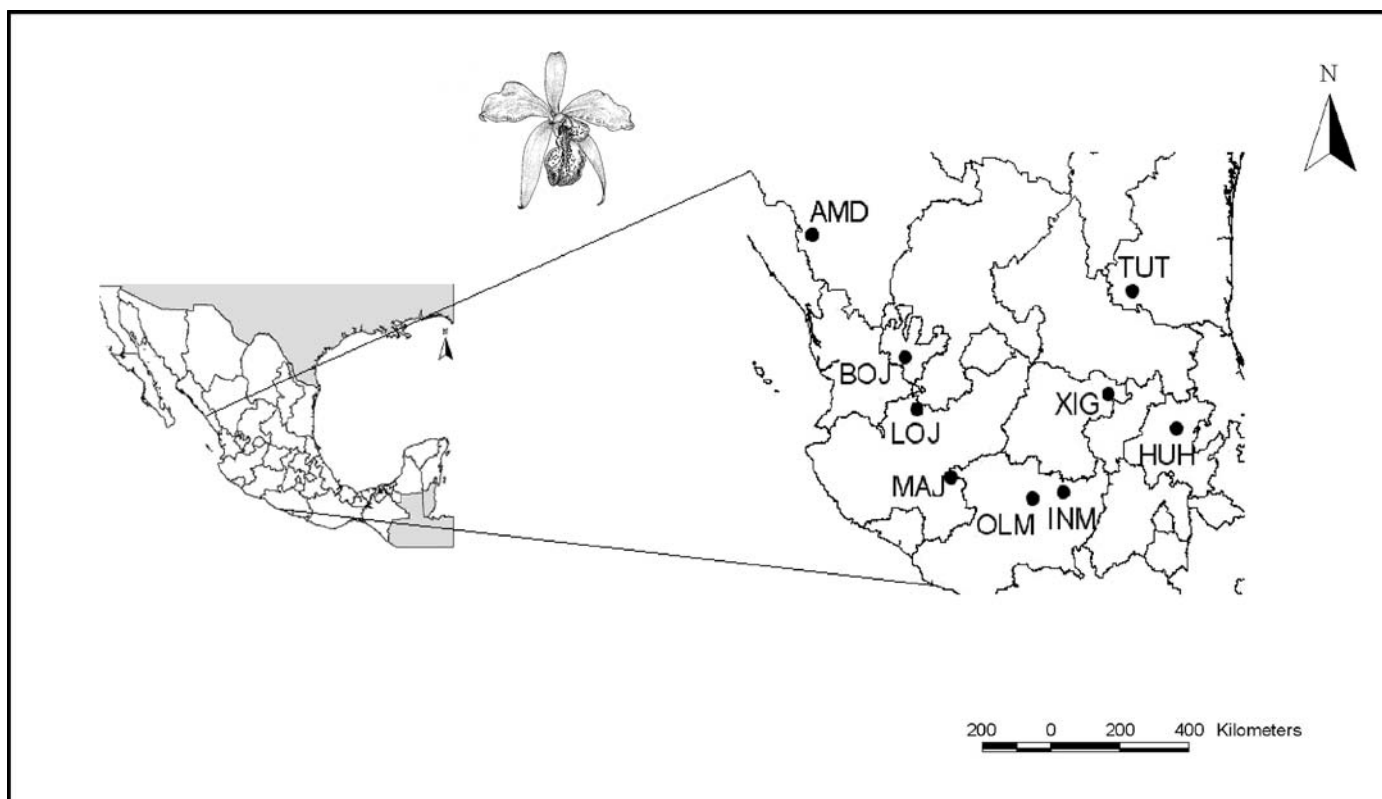 N
AMD
TUT
N
BOJ
XIG
LOJ
HUH
MAJ
OLM INM
200 0 200 400 Kilometers